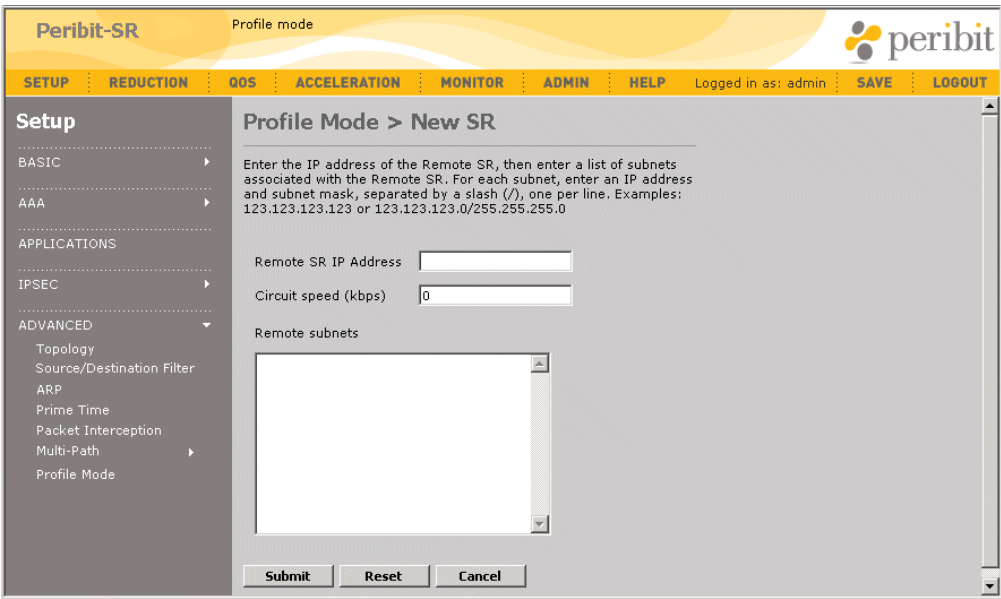 Peribit-SR
Profile mode
peribit
SETUP REDUCTION QOS ACCELERATION MONITOR ADMIN HELP Logged in as: admin SAVE LOGOUT
Setup
BASIC
AAA
APPLICATIONS
IPSEC
ADVANCED
Topology
Source/Destination Filter
ARP
Prime Time
Packet Interception
Multi-Path
Profile Mode
Profile Mode > New SR
Enter the IP address of the Remote SR, then enter a list of subnets
associated with the Remote SR. For each subnet, enter an IP address
and subnet mask, separated by a slash (/), one per line. Examples:
123.123.123.123 or 123.123.123.0/255.255.255.0
Remote SR IP Address
Circuit speed (kbps) 0
Remote subnets
Submit Reset Cancel